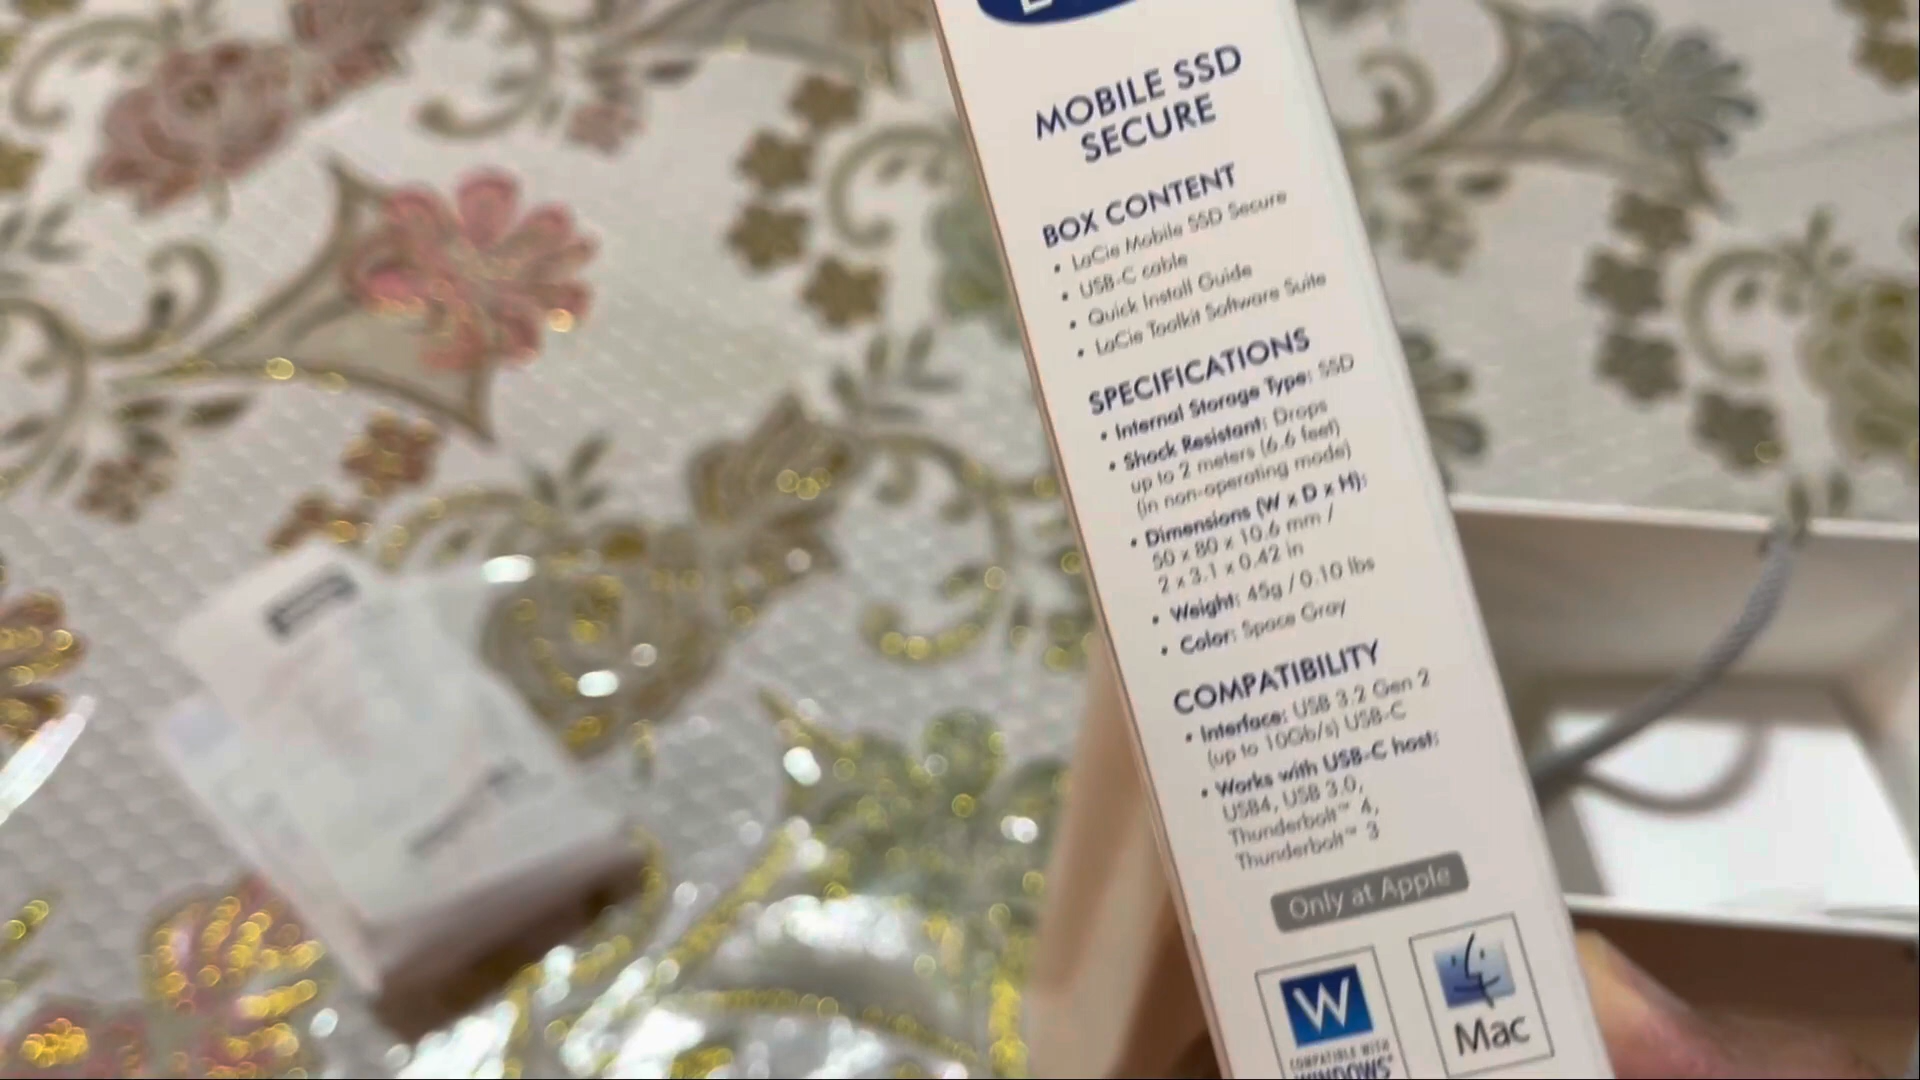 MOBILE SSD
SECURE
BOX CONTENT
• LaCie Mobile SSD Secure
• USB-C cable
• Quick Install Guide
• LaCie Toolkit Software Suite
SPECIFICATIONS
• Internal Storage Type: SSD
• Shock Resistant: Drops
up to 2 meters (6.6 feet)
(in non-operating mode)
• Dimensions (W x D x H):
50 x 80 x 10.6 mm /
2 x 3.1 x 0.42 in
• Weight: 45g / 0.10 lbs
• Color: Space Gray
COMPATIBILITY
• Interface: USB 3.2 Gen 2
(up to 10Gb/s) USB-C
• Works with USB-C host:
USB4, USB 3.0,
Thunderbolt™ 4,
Thunderbolt™ 3
Only at Apple
W
COMPATIBLE WITH
WINDOWS®
Mac